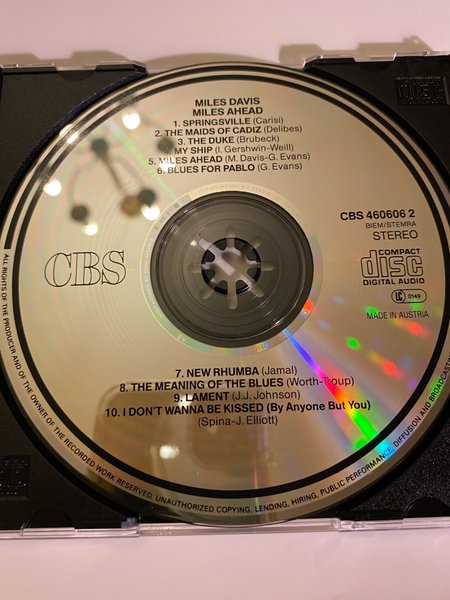 MILES DAVIS
MILES AHEAD
1. SPRINGSVILLE (Carisi)
2. THE MAIDS OF CADIZ (Delibes)
3. THE DUKE (Brubeck)
4. MY SHIP (I. Gershwin-Weill)
5. MILES AHEAD (M. Davis-G. Evans)
6. BLUES FOR PABLO (G. Evans)
CBS
CBS 460606 2
BIEM/STEMRA
STEREO
COMPACT
disc
DIGITAL AUDIO
LC 0149
MADE IN AUSTRIA
7. NEW RHUMBA (Jamal)
8. THE MEANING OF THE BLUES (Worth-Troup)
9. LAMENT (J.J. Johnson)
10. I DON'T WANNA BE KISSED (By Anyone But You)
(Spina-J. Elliott)
ALL RIGHTS OF THE PRODUCER AND OF THE OWNER OF THE RECORDED WORK RESERVED. UNAUTHORIZED COPYING, LENDING, HIRING, PUBLIC PERFORMANCE, DIFFUSION AND BROADCASTING
disc